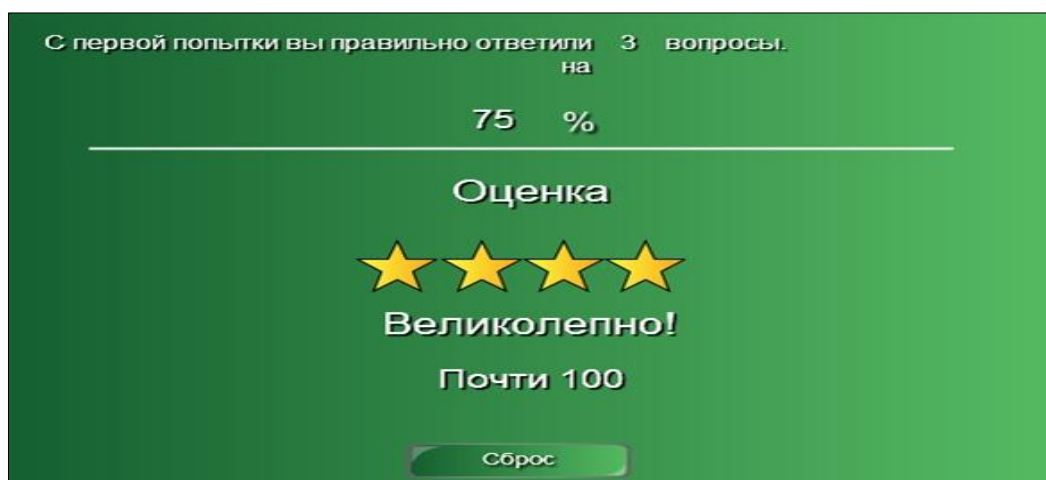 С первой попытки вы правильно ответили 3 вопросы.
на
75 %
Оценка
Великолепно!
Почти 100
Сброс